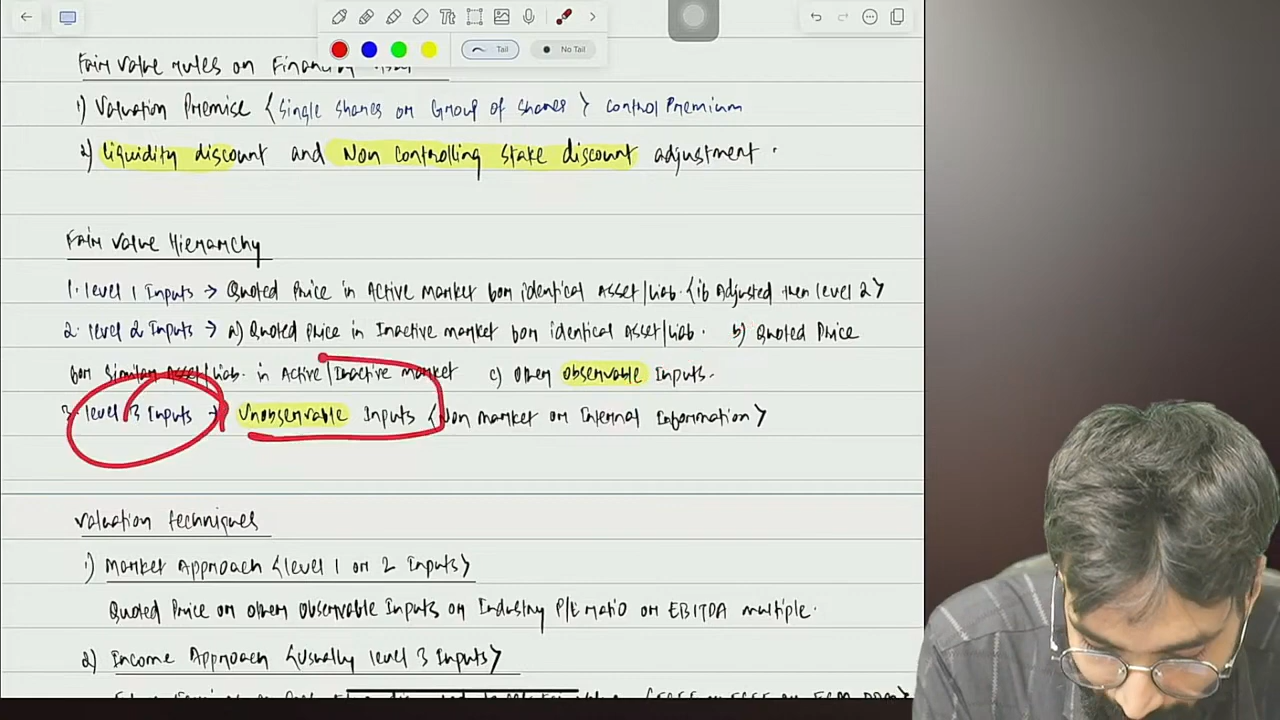 Tail
No Tail
Fair value rules on Financial Asset
1) Valuation Premise {Single Shares or Group of Shares} Control Premium
2) liquidity discount and Non Controlling Stake discount adjustment.
Fair Value Hierarchy
1. level 1 Inputs → Quoted Price in Active Market for identical Asset/Liab. {if Adjusted then level 2}
2. level 2 Inputs → a) Quoted Price in Inactive market for identical Asset/Liab. b) Quoted Price
for Similar Asset/Liab. in Active/Inactive market c) Other Observable Inputs.
3. level 3 Inputs → Unobservable Inputs {Non market or Internal Information}
Valuation techniques
1) Market Approach {level 1 or 2 Inputs}
Quoted Price or other Observable Inputs or Industry P/E ratio or EBITDA multiple.
2) Income Approach {Usually level 3 Inputs}